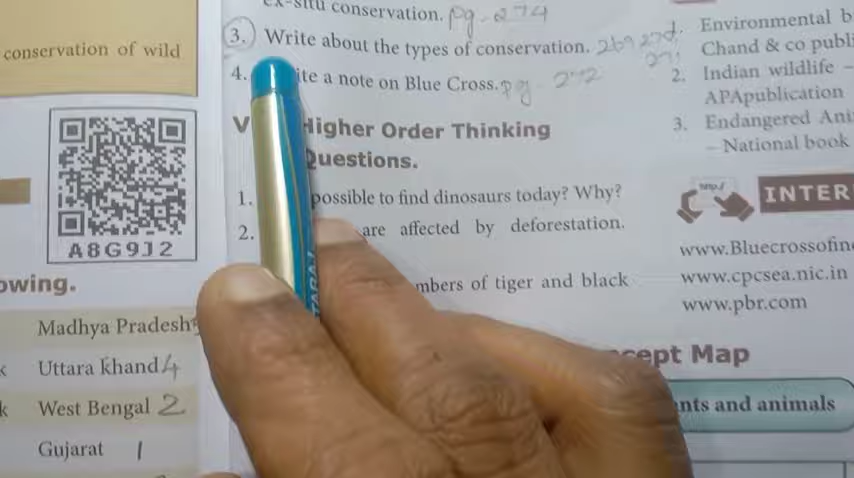 conservation of wild
A8G9J2
owing.
Madhya Pradesh
Uttara khand 4
West Bengal 2
Gujarat 1
ex-situ conservation. pg - 274
3. Write about the types of conservation.
4. ite a note on Blue Cross. pg - 272
V Higher Order Thinking
Questions.
1. possible to find dinosaurs today? Why?
2. are affected by deforestation.
mbers of tiger and black
Environmental b
Chand & co publi
2. Indian wildlife –
APApublication
3. Endangered Ani
– National book
http://
INTER
www.Bluecrossofin
www.cpcsea.nic.in
www.pbr.com
cept Map
nts and animals